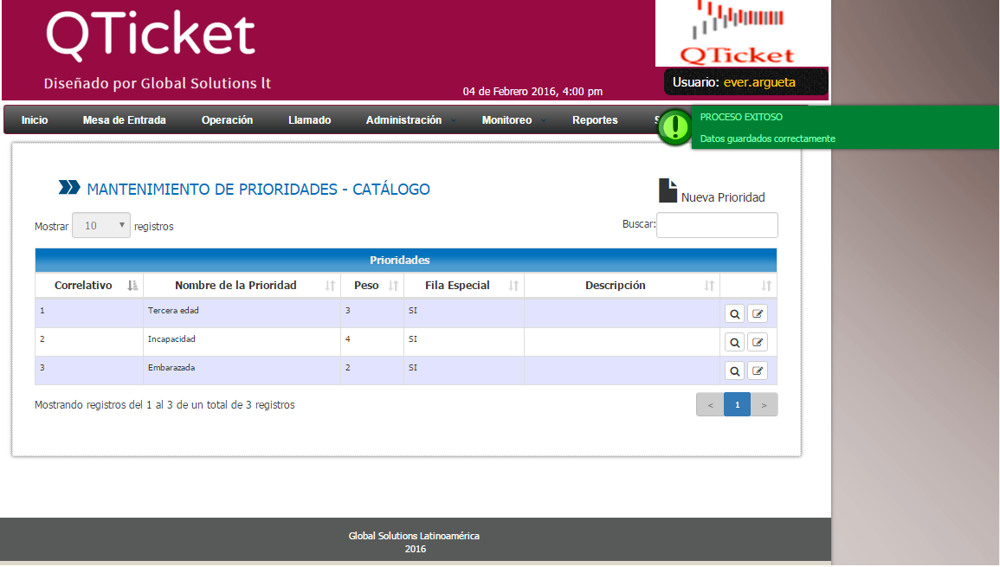 QTicket
Diseñado por Global Solutions lt
QTicket
04 de Febrero 2016, 4:00 pm
Usuario: ever.argueta
Inicio Mesa de Entrada Operación Llamado Administración Monitoreo Reportes S
PROCESO EXITOSO
Datos guardados correctamente
MANTENIMIENTO DE PRIORIDADES - CATÁLOGO
Nueva Prioridad
Mostrar 10 registros
Buscar:
Prioridades
Correlativo Nombre de la Prioridad Peso Fila Especial Descripción
1 Tercera edad 3 SI
2 Incapacidad 4 SI
3 Embarazada 2 SI
Mostrando registros del 1 al 3 de un total de 3 registros
< 1 >
Global Solutions Latinoamérica
2016